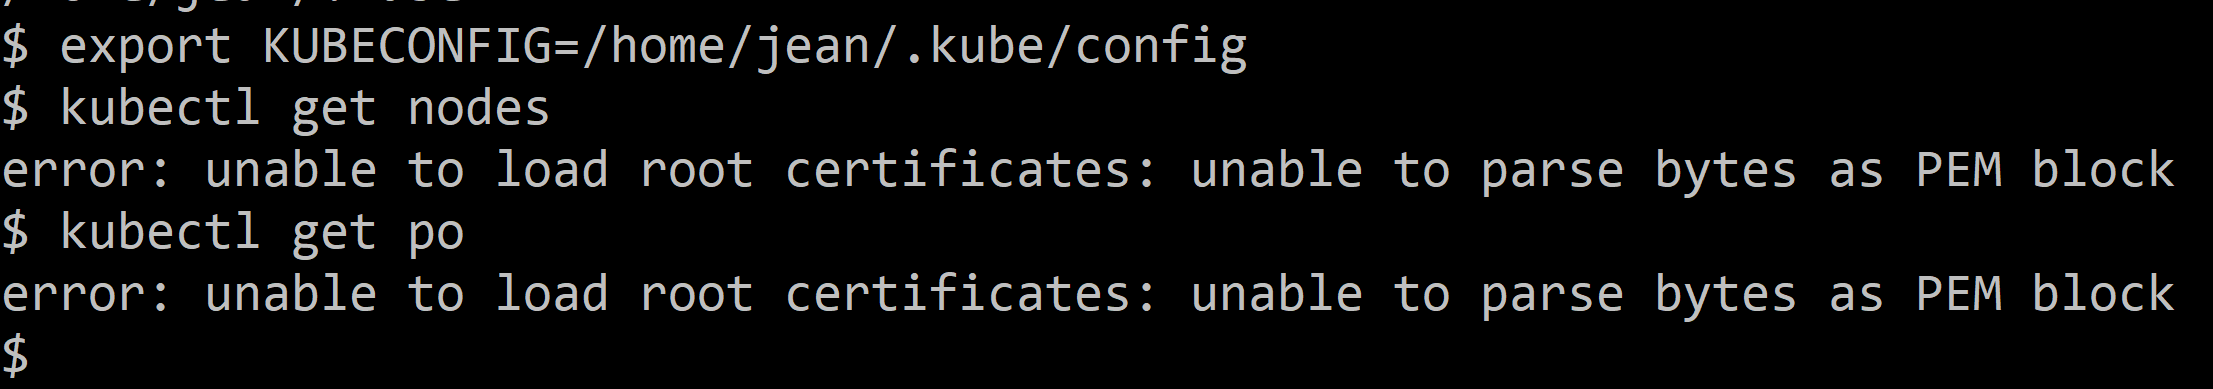 $ export KUBECONFIG=/home/jean/.kube/config
$ kubectl get nodes
error: unable to load root certificates: unable to parse bytes as PEM block
$ kubectl get po
error: unable to load root certificates: unable to parse bytes as PEM block
$